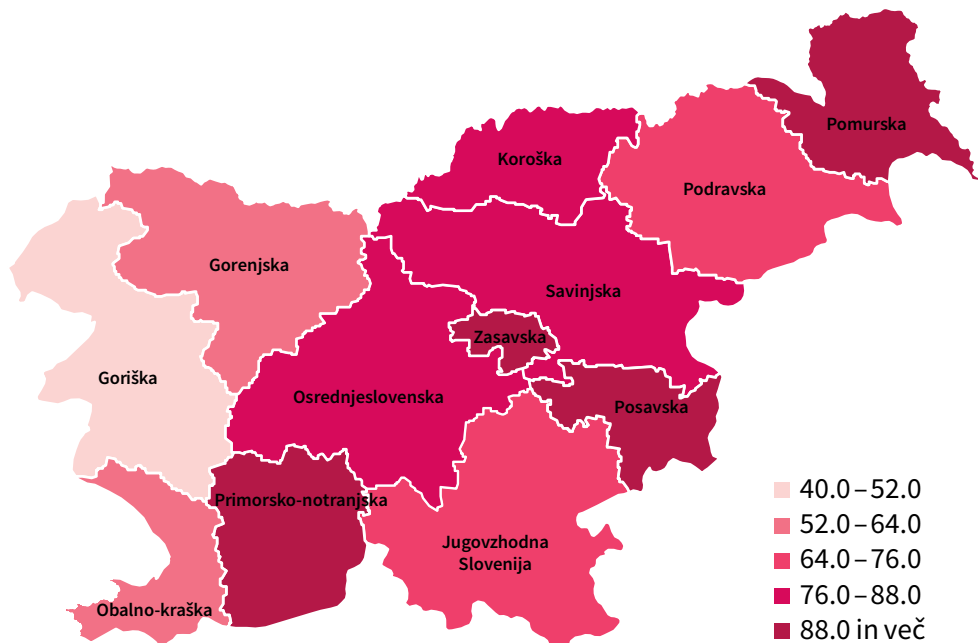 Pomurska
Koroška
Podravska
Gorenjska
Savinjska
Zasavska
Goriška
Osrednjeslovenska
Posavska
Primorsko-notranjska
Jugovzhodna
Slovenija
Obalno-kraška
40.0–52.0
52.0–64.0
64.0–76.0
76.0–88.0
88.0 in več